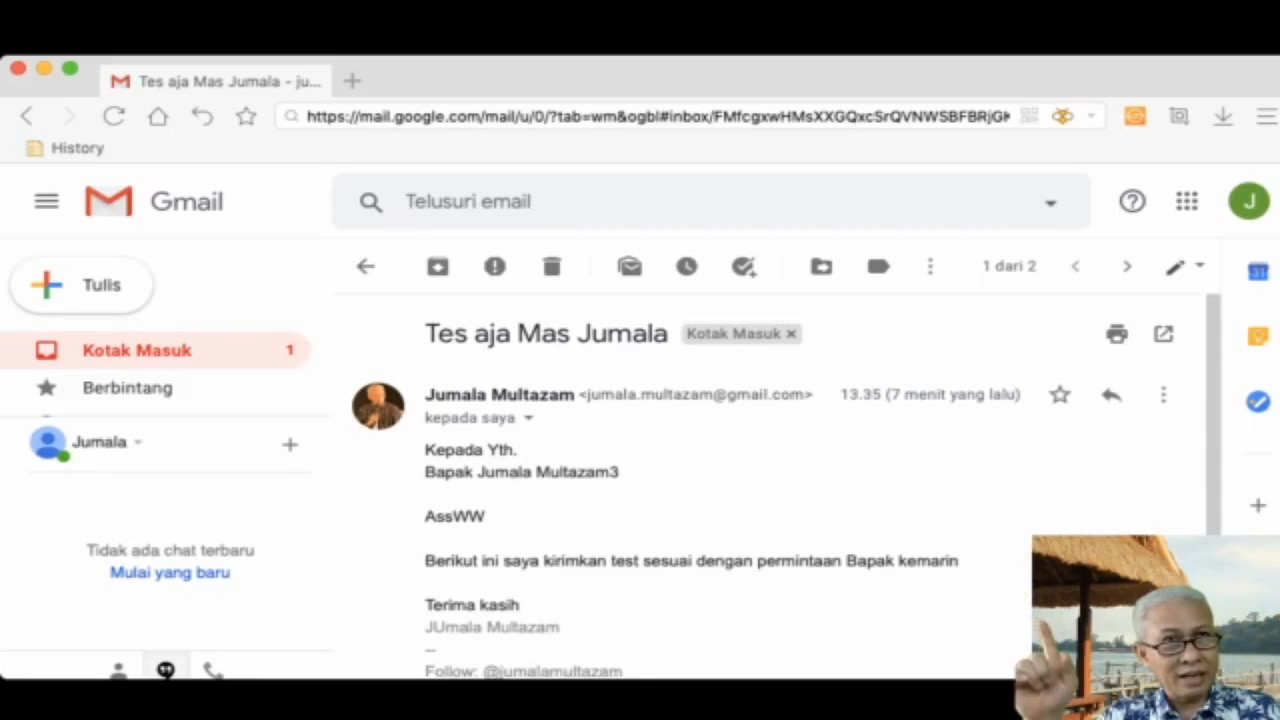 Tes aja Mas Jumala - ju...
https://mail.google.com/mail/u/0/?tab=wm&ogbl#inbox/
History
Gmail
Telusuri email
J
Tulis
1 dari 2
31
Tes aja Mas Jumala
Kotak Masuk ×
Kotak Masuk 1
Berbintang
Jumala Multazam <jumala.multazam@gmail.com> 13.35 (7 menit yang lalu)
kepada saya
Jumala
Kepada Yth.
Bapak Jumala Multazam3
AssWW
Berikut ini saya kirimkan test sesuai dengan permintaan Bapak kemarin
Tidak ada chat terbaru
Mulai yang baru
Terima kasih
JUmala Multazam
--
Follow: @jumalamultazam